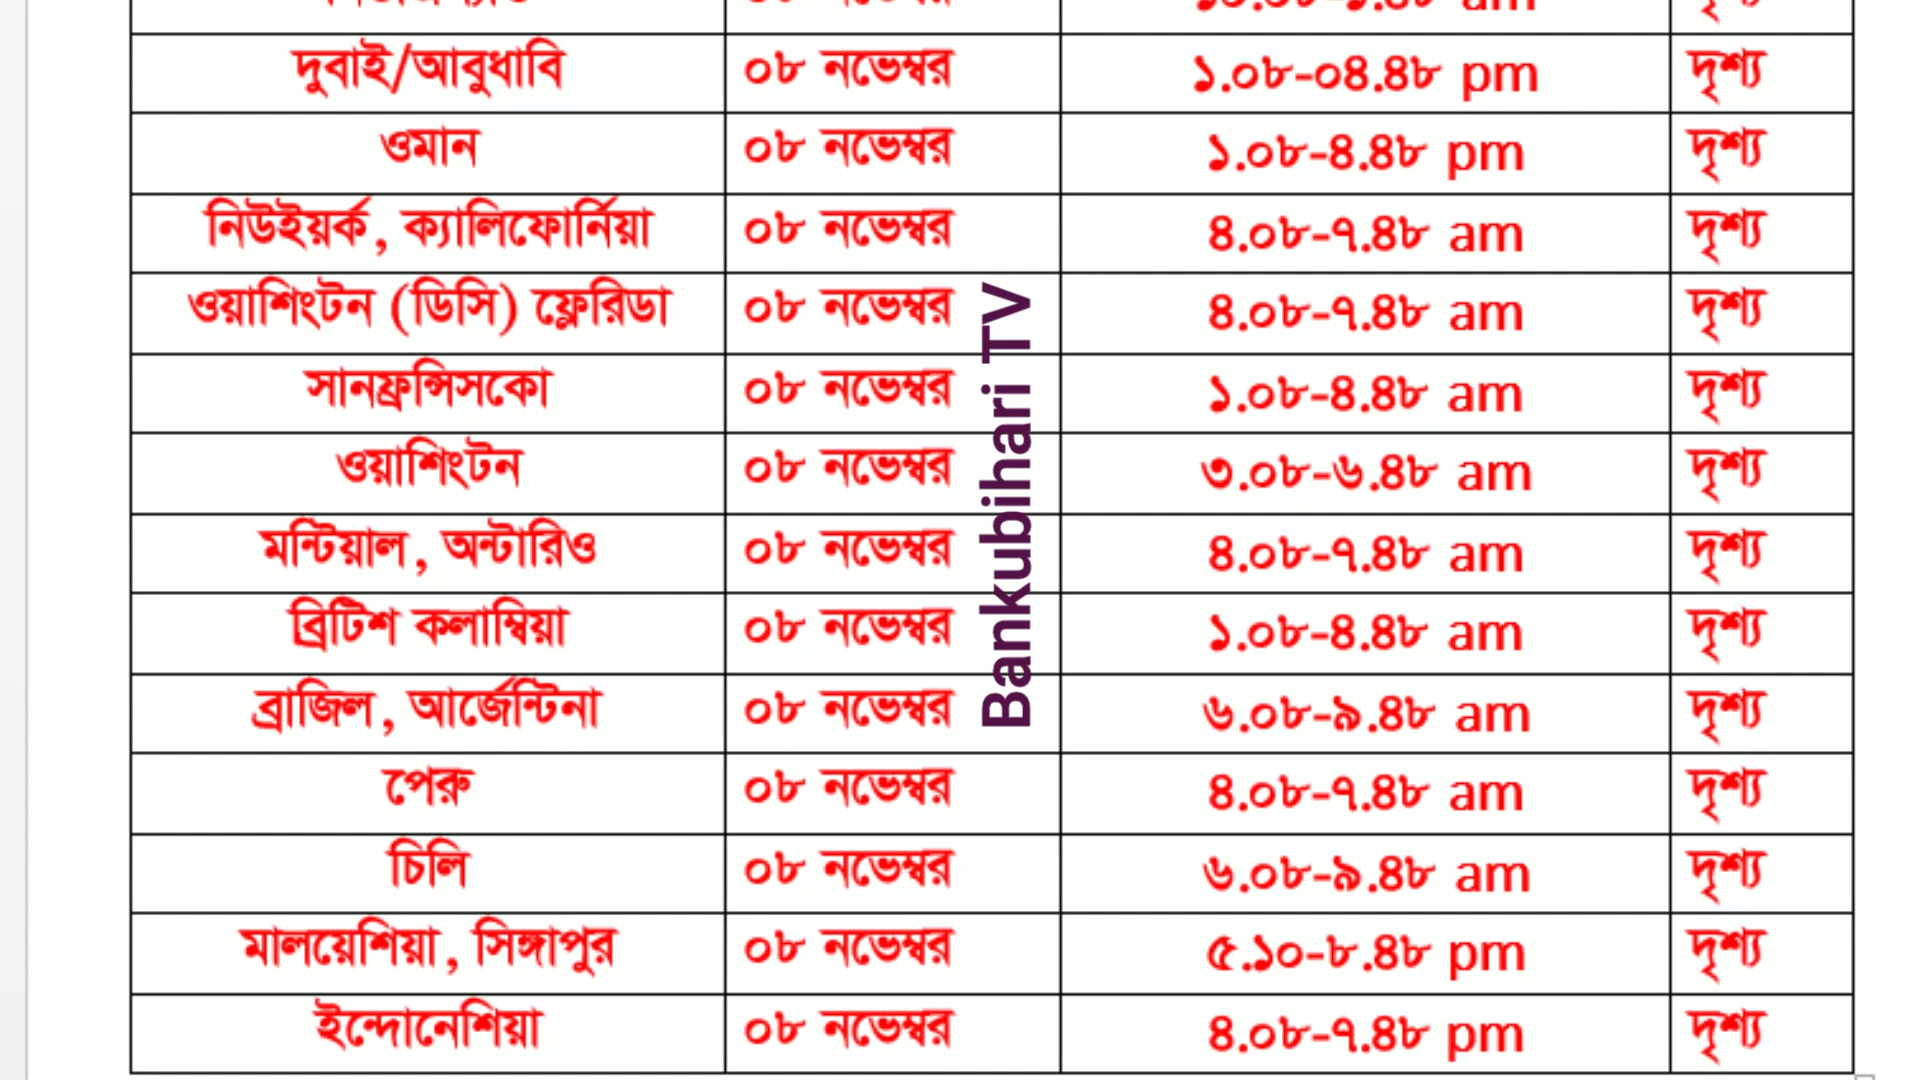 ০৮ নভেম্বর
am
দুবাই/আবুধাবি ০৮ নভেম্বর ১.০৮-০৪.৪৮ pm দৃশ্য
ওমান ০৮ নভেম্বর ১.০৮-৪.৪৮ pm দৃশ্য
নিউইয়র্ক, ক্যালিফোর্নিয়া ০৮ নভেম্বর ৪.০৮-৭.৪৮ am দৃশ্য
ওয়াশিংটন (ডিসি) ফ্লেরিডা ০৮ নভেম্বর ৪.০৮-৭.৪৮ am দৃশ্য
সানফ্রন্সিসকো ০৮ নভেম্বর ১.০৮-৪.৪৮ am দৃশ্য
ওয়াশিংটন ০৮ নভেম্বর ৩.০৮-৬.৪৮ am দৃশ্য
মন্টিয়াল, অন্টারিও ০৮ নভেম্বর ৪.০৮-৭.৪৮ am দৃশ্য
ব্রিটিশ কলাম্বিয়া ০৮ নভেম্বর ১.০৮-৪.৪৮ am দৃশ্য
ব্রাজিল, আর্জেন্টিনা ০৮ নভেম্বর ৬.০৮-৯.৪৮ am দৃশ্য
পেরু ০৮ নভেম্বর ৪.০৮-৭.৪৮ am দৃশ্য
চিলি ০৮ নভেম্বর ৬.০৮-৯.৪৮ am দৃশ্য
মালয়েশিয়া, সিঙ্গাপুর ০৮ নভেম্বর ৫.১০-৮.৪৮ pm দৃশ্য
ইন্দোনেশিয়া ০৮ নভেম্বর ৪.০৮-৭.৪৮ pm দৃশ্য
Bankubihari TV